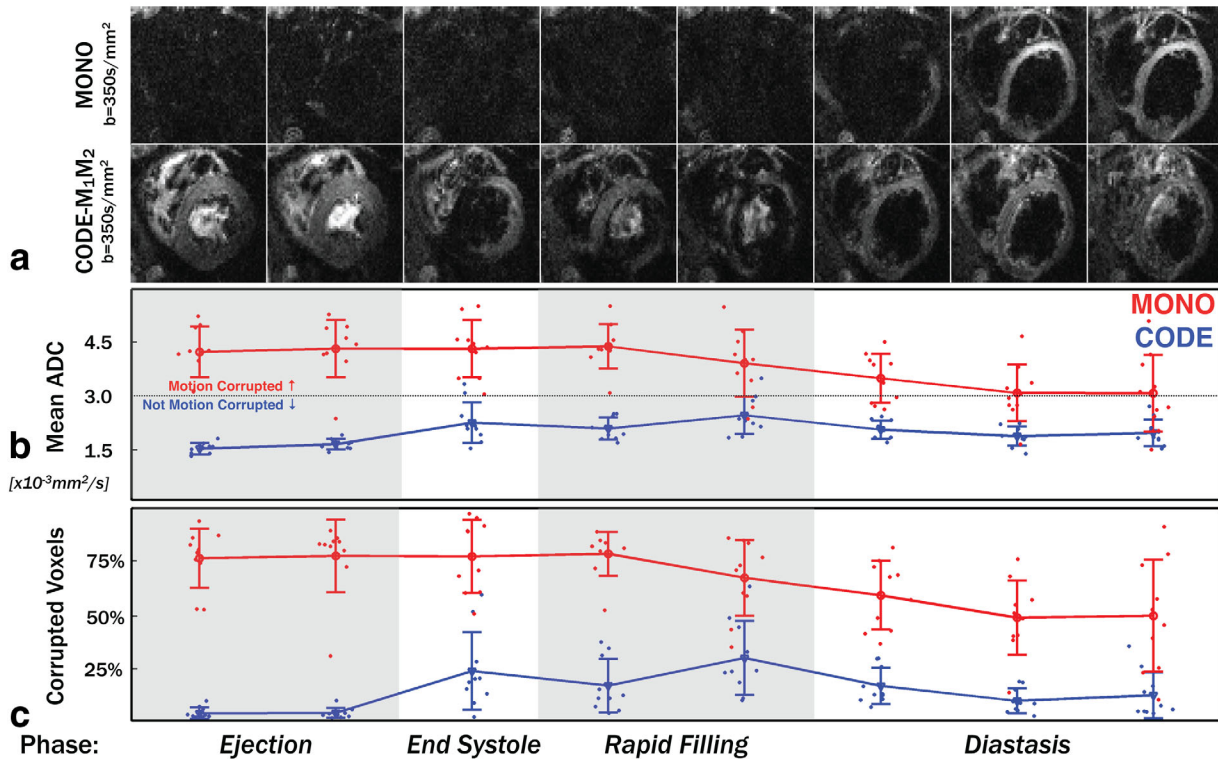 MONO
b=350s/mm²
CODE-M₁M₂
b=350s/mm²
a
MONO
CODE
Mean ADC
[x10⁻³mm²/s]
4.5
3.0
1.5
Motion Corrupted ↑
Not Motion Corrupted ↓
b
Corrupted Voxels
75%
50%
25%
c
Phase: Ejection End Systole Rapid Filling Diastasis